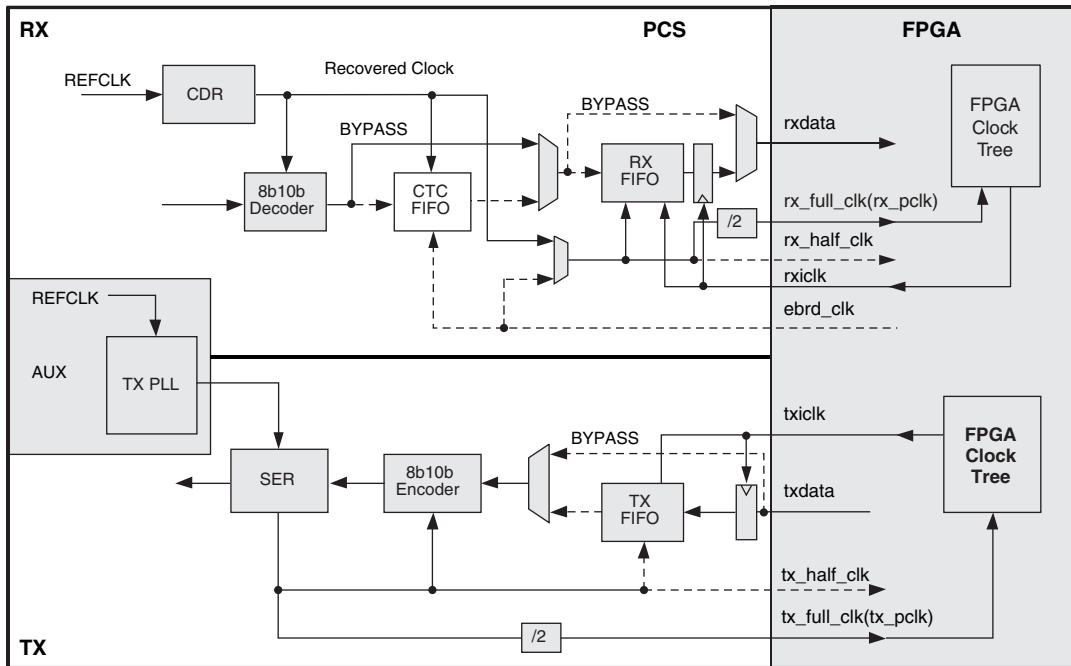 RX
PCS
FPGA
REFCLK
CDR
Recovered Clock
BYPASS
BYPASS
8b10b
Decoder
CTC
FIFO
RX
FIFO
rxdata
FPGA
Clock
Tree
/2
rx_full_clk(rx_pclk)
rx_half_clk
rxiclk
ebrd_clk
REFCLK
AUX
TX PLL
SER
8b10b
Encoder
BYPASS
TX
FIFO
txiclk
txdata
FPGA
Clock
Tree
tx_half_clk
tx_full_clk(tx_pclk)
/2
TX